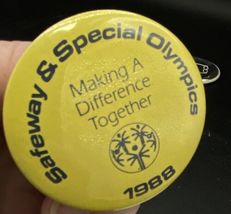 Safeway & Special Olympics
Making A
Difference
Together
1988